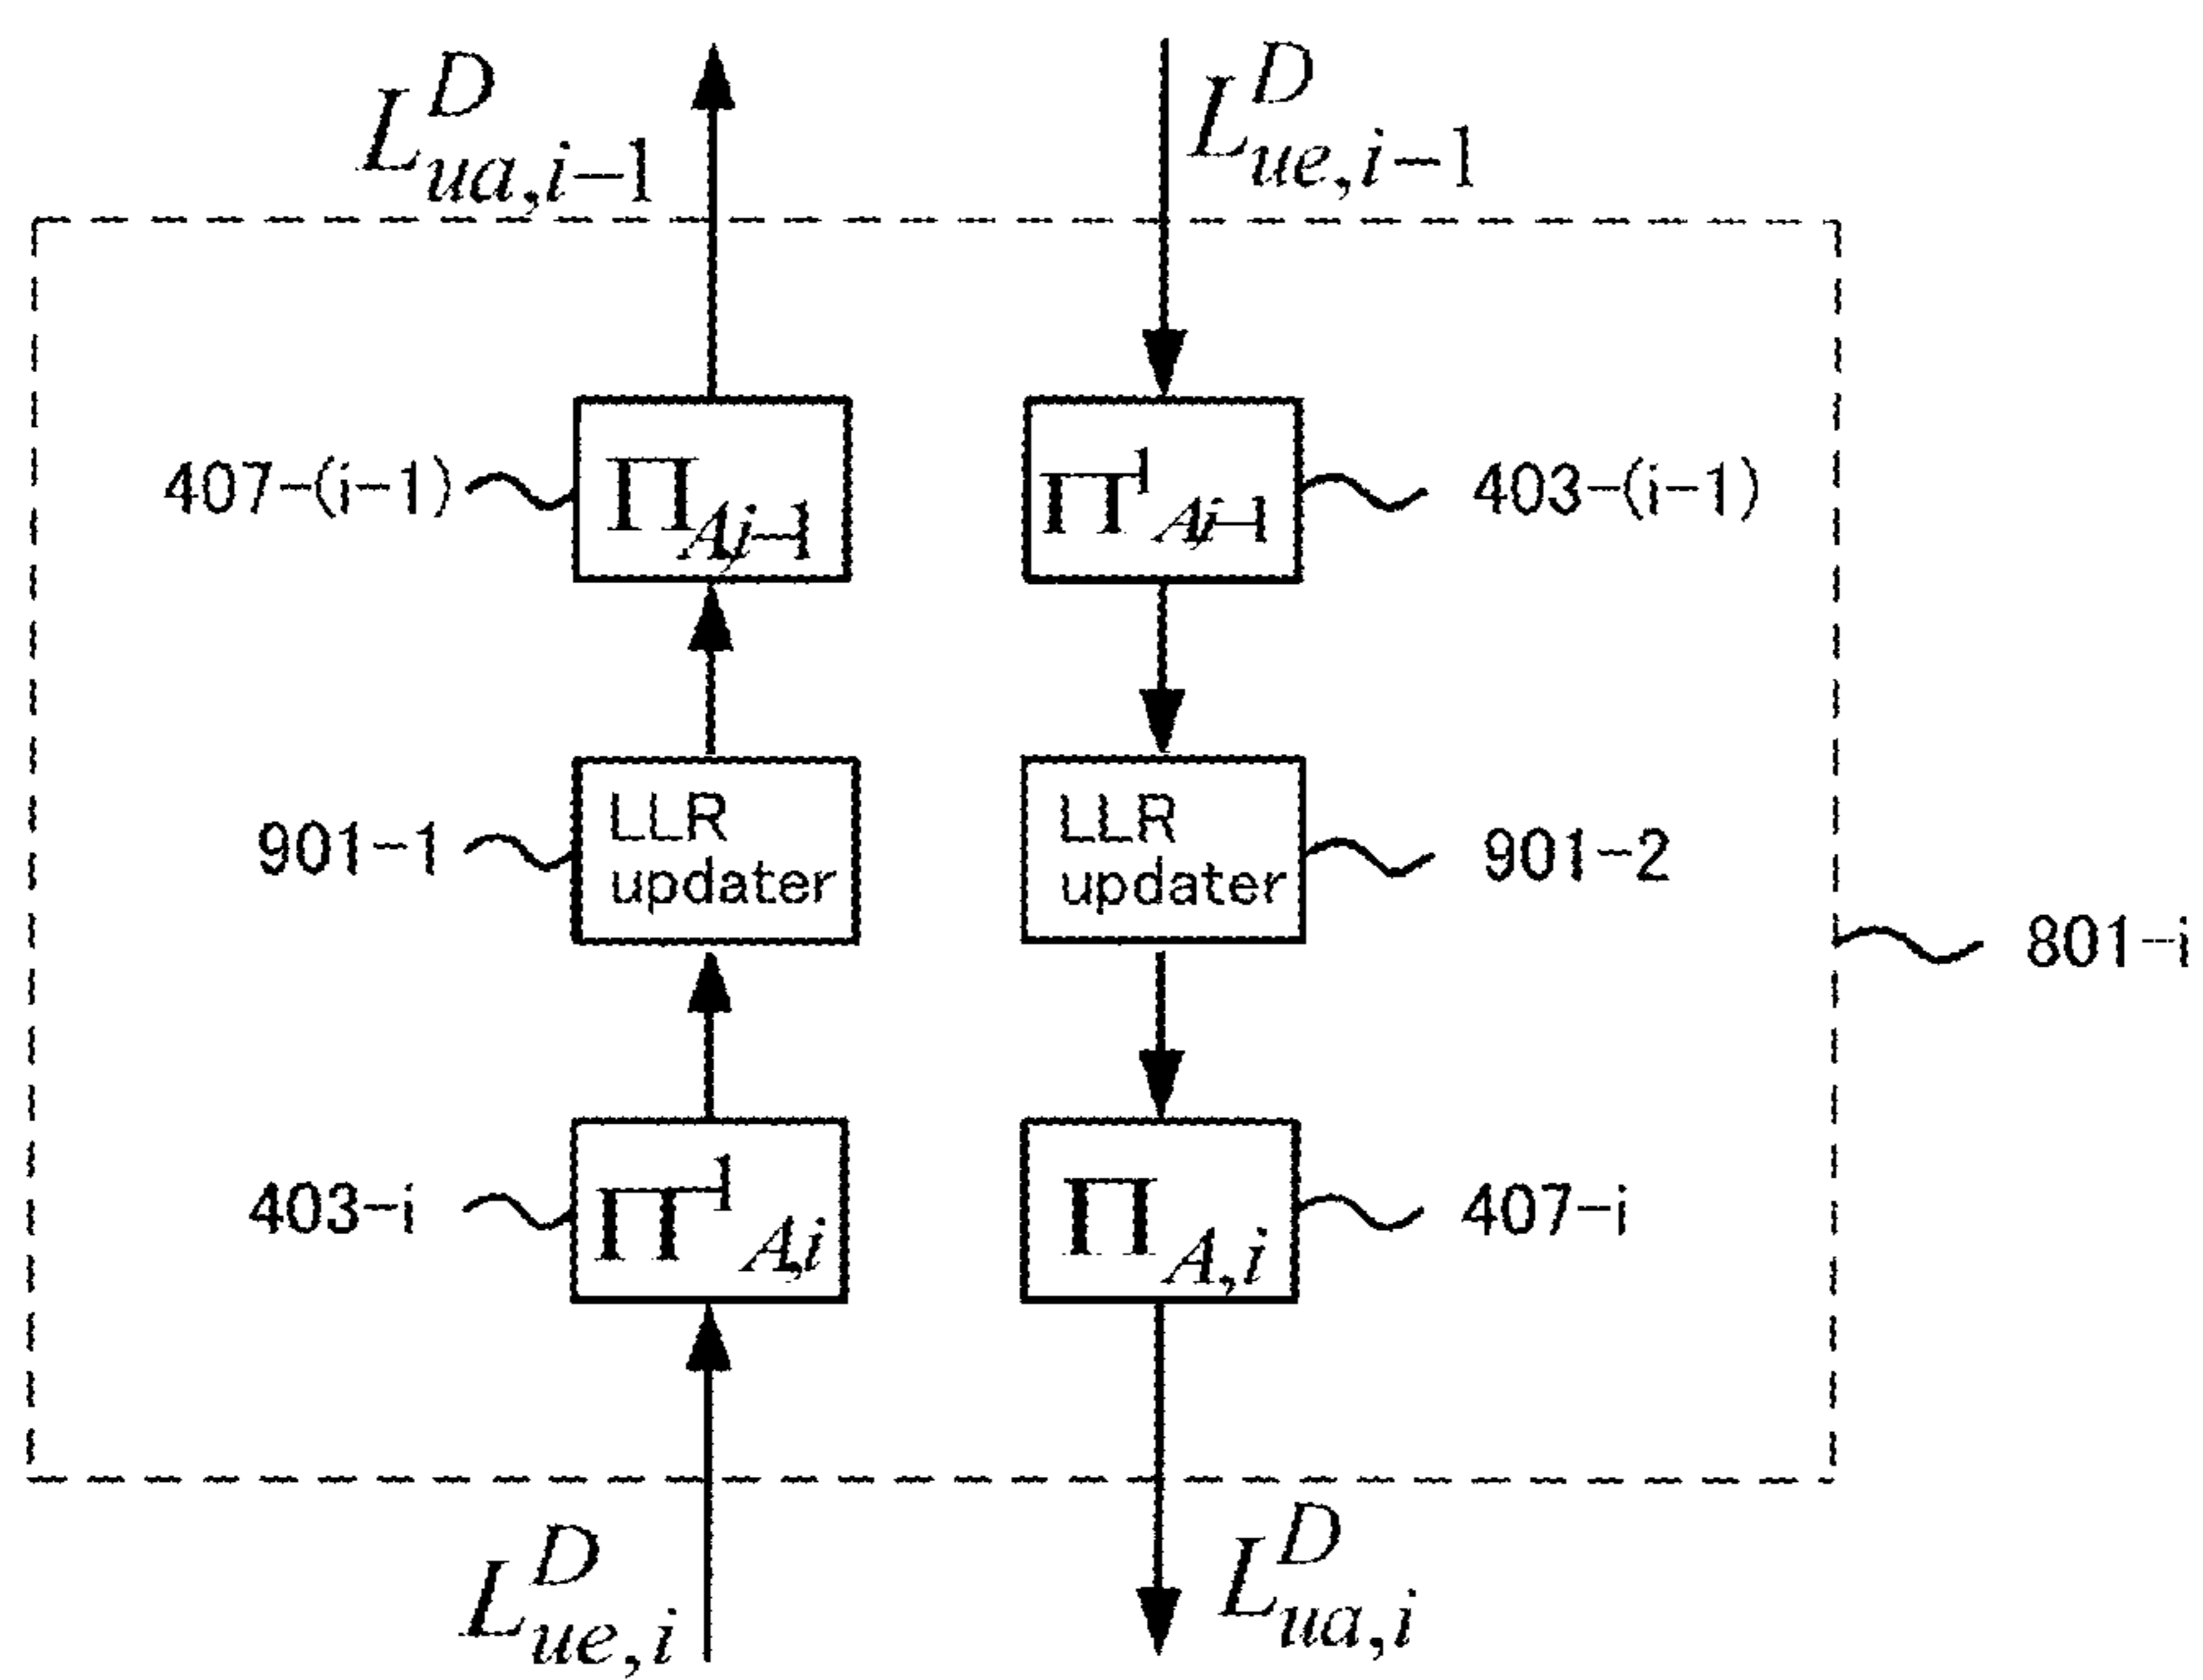 L^D_{ua,i-1}
L^D_{ue,i-1}
407-(i-1)
Π_{A,i-1}
Π^{-1}_{A,i-1}
403-(i-1)
901-1
LLR
updater
LLR
updater
901-2
801-i
403-i
Π^{-1}_{A,i}
Π_{A,i}
407-i
L^D_{ue,i}
L^D_{ua,i}